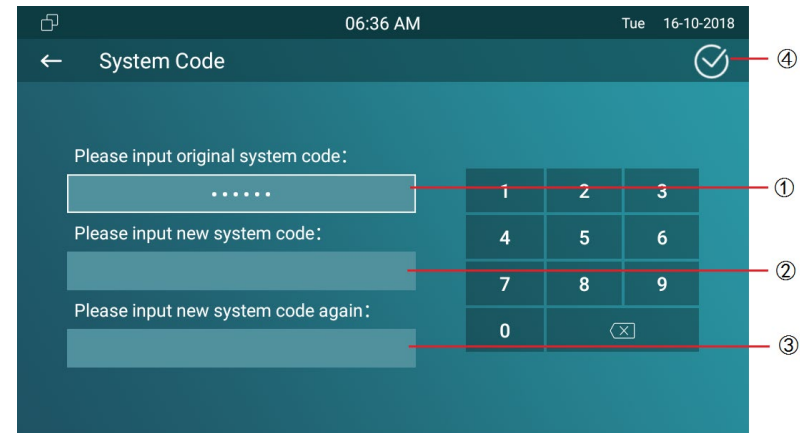 06:36 AM Tue 16-10-2018
System Code ④
Please input original system code:
•••••• ①
1 2 3
Please input new system code:
4 5 6
②
7 8 9
Please input new system code again:
0
③